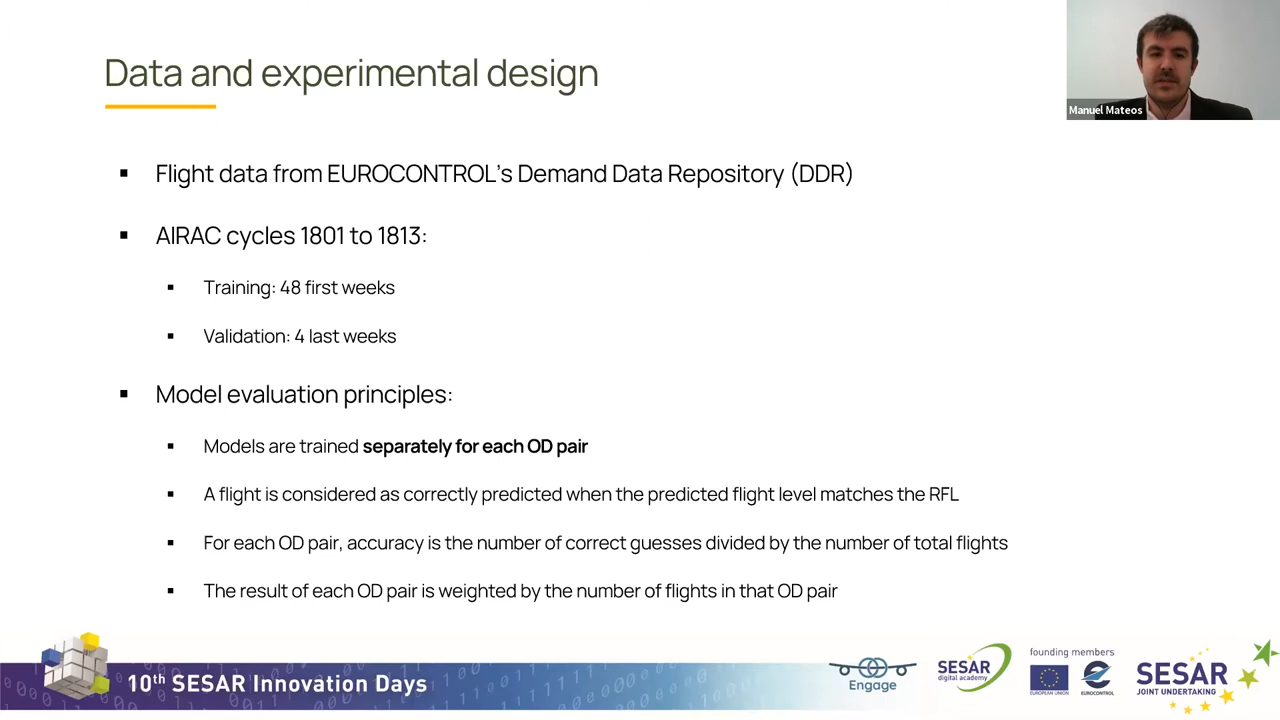 Data and experimental design
Manuel Mateos
▪ Flight data from EUROCONTROL's Demand Data Repository (DDR)
▪ AIRAC cycles 1801 to 1813:
▪ Training: 48 first weeks
▪ Validation: 4 last weeks
▪ Model evaluation principles:
▪ Models are trained separately for each OD pair
▪ A flight is considered as correctly predicted when the predicted flight level matches the RFL
▪ For each OD pair, accuracy is the number of correct guesses divided by the number of total flights
▪ The result of each OD pair is weighted by the number of flights in that OD pair
10th SESAR Innovation Days
Engage
SESAR
digital academy
founding members
EUROPEAN UNION
EUROCONTROL
SESAR
JOINT UNDERTAKING